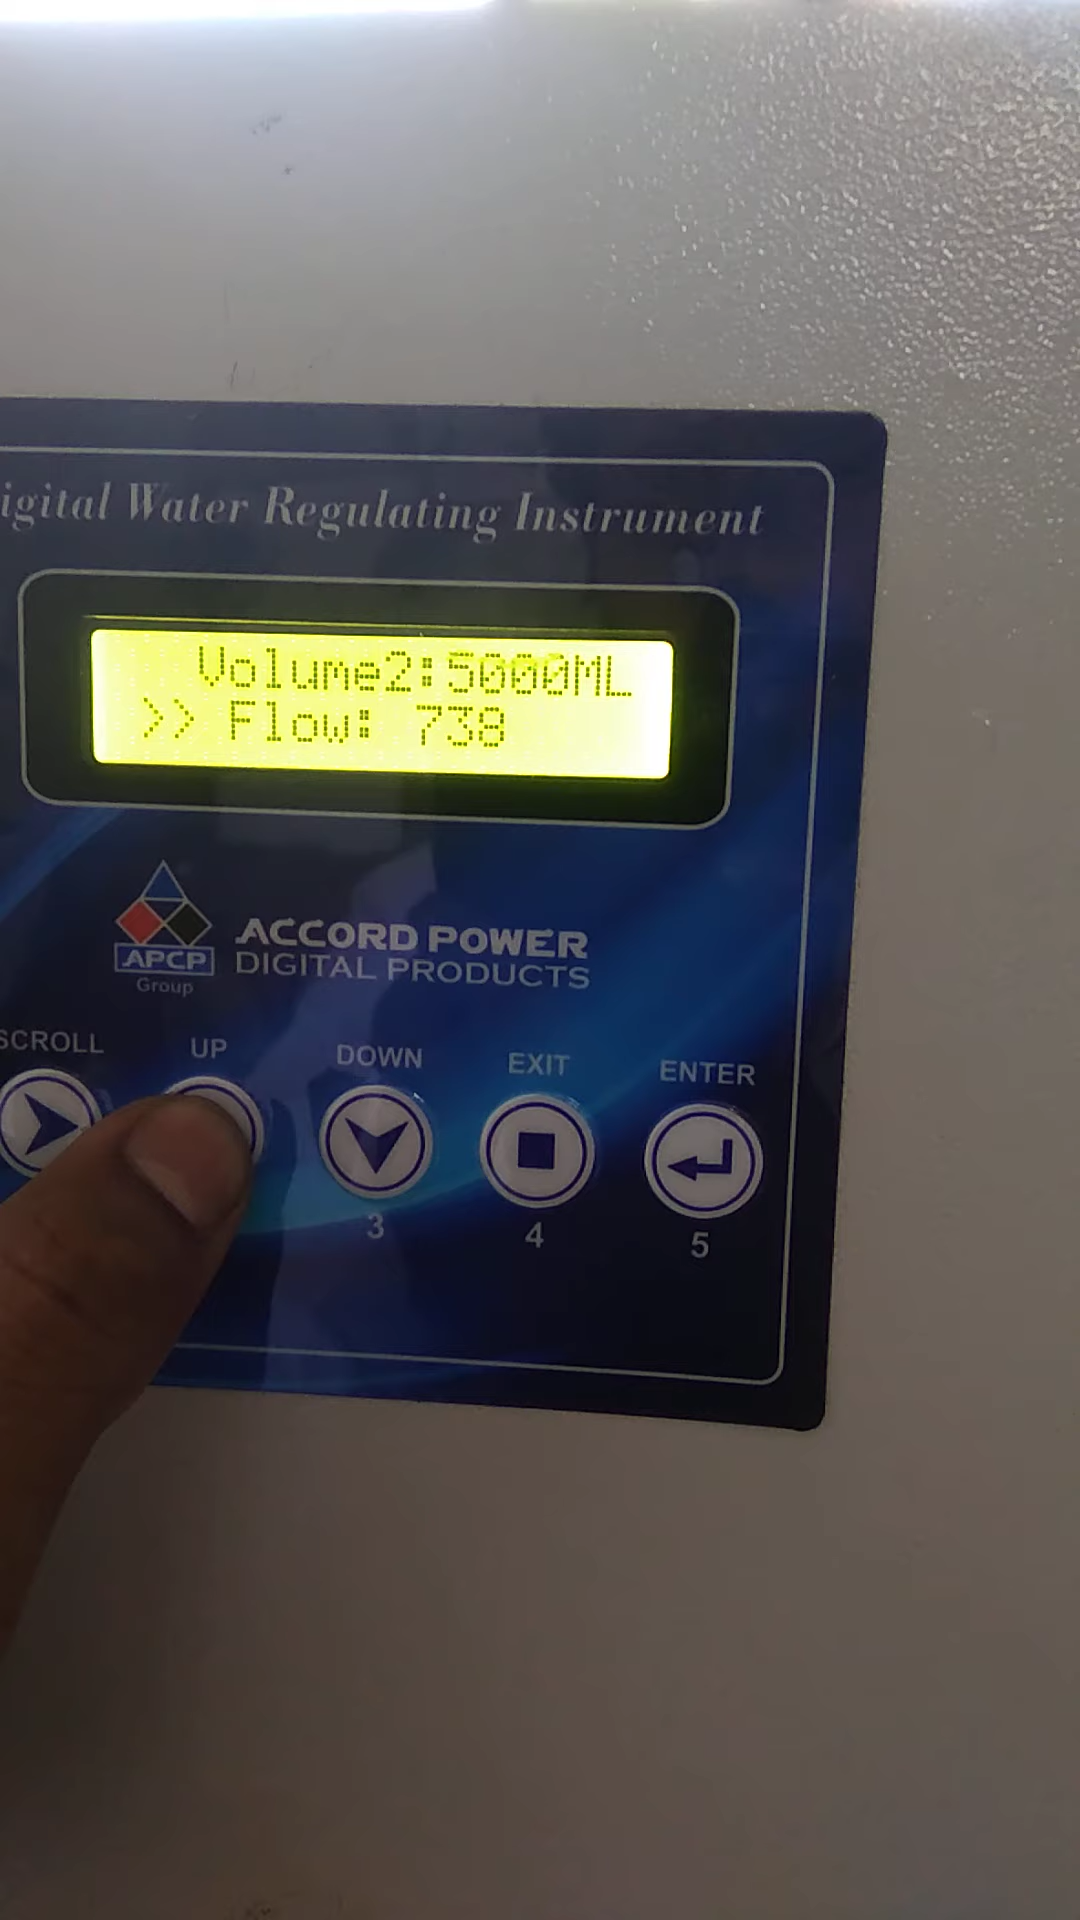 igital Water Regulating Instrument
Volume2:5000ML
>> Flow: 738
APCP
Group
ACCORD POWER
DIGITAL PRODUCTS
SCROLL UP DOWN EXIT ENTER
3 4 5